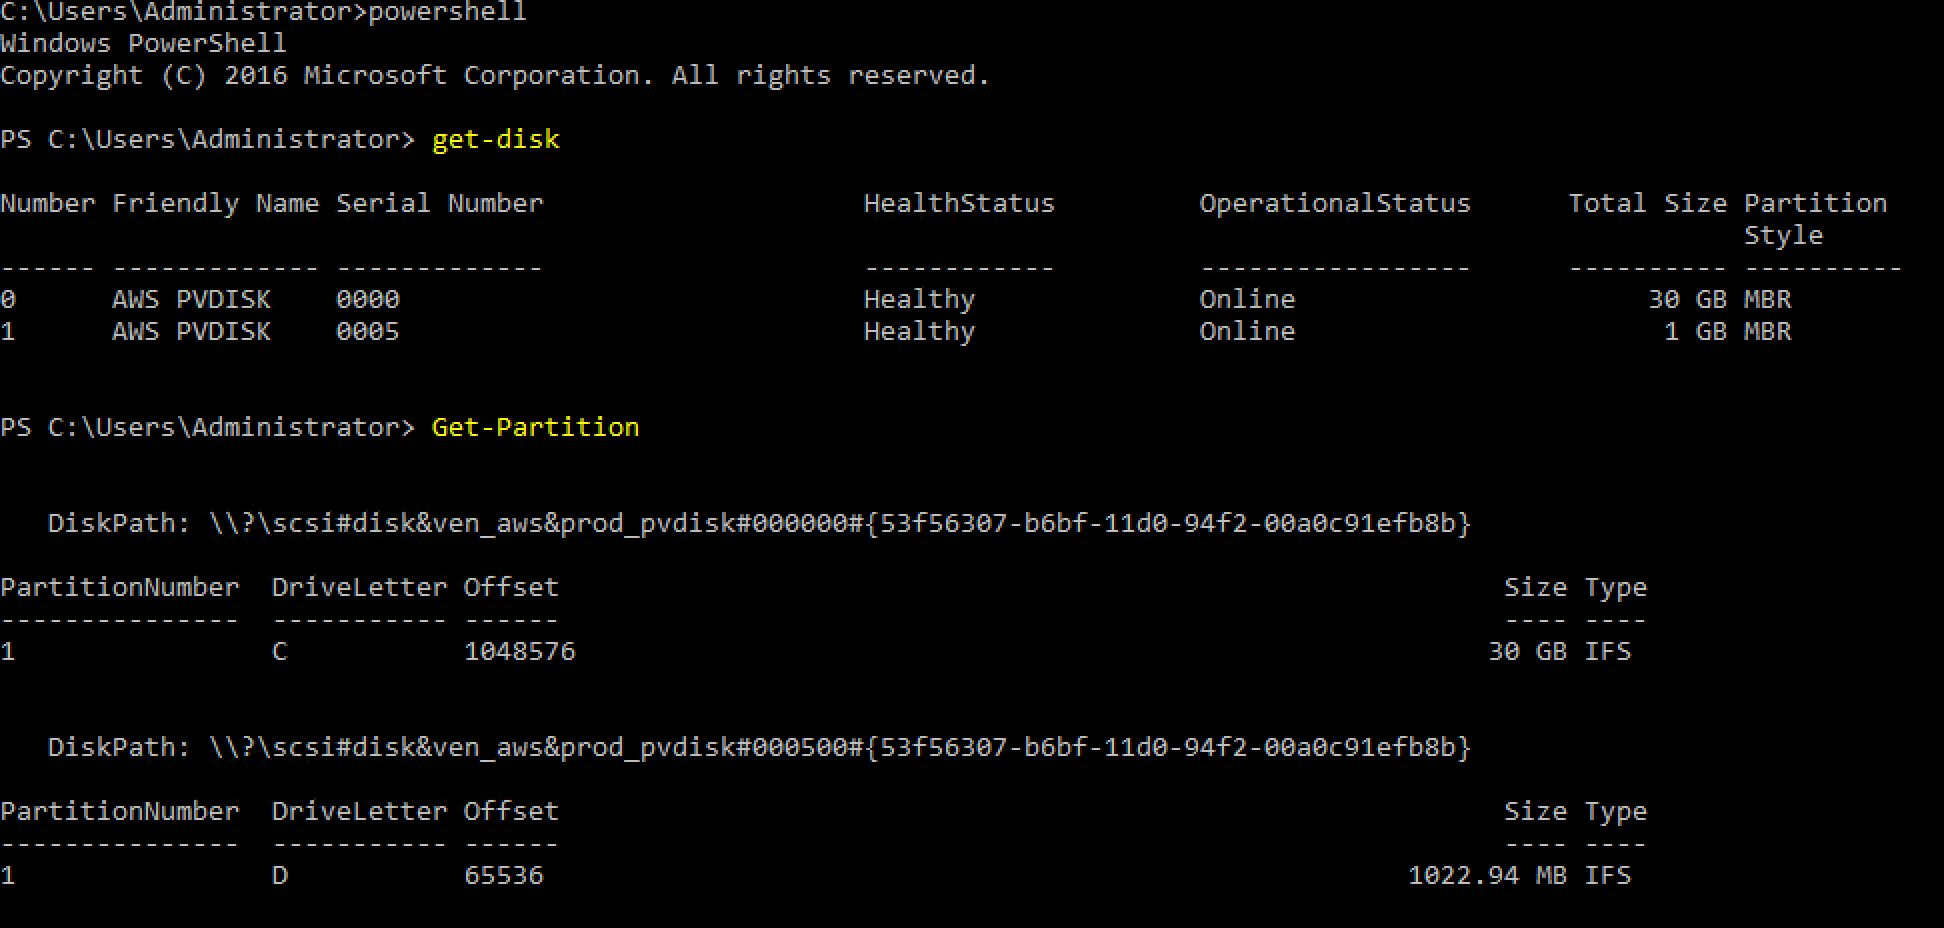 C:\Users\Administrator>powershell
Windows PowerShell
Copyright (C) 2016 Microsoft Corporation. All rights reserved.
PS C:\Users\Administrator> get-disk
Number Friendly Name Serial Number                    HealthStatus         OperationalStatus      Total Size Partition
                                                                                                             Style
------ ------------- -------------                    ------------         -----------------      ---------- ----------
0      AWS PVDISK    0000                             Healthy              Online                      30 GB MBR
1      AWS PVDISK    0005                             Healthy              Online                       1 GB MBR
PS C:\Users\Administrator> Get-Partition
   DiskPath: \\?\scsi#disk&ven_aws&prod_pvdisk#000000#{53f56307-b6bf-11d0-94f2-00a0c91efb8b}
PartitionNumber  DriveLetter Offset                                                           Size Type
---------------  ----------- ------                                                           ---- ----
1                C           1048576                                                         30 GB IFS
   DiskPath: \\?\scsi#disk&ven_aws&prod_pvdisk#000500#{53f56307-b6bf-11d0-94f2-00a0c91efb8b}
PartitionNumber  DriveLetter Offset                                                           Size Type
---------------  ----------- ------                                                           ---- ----
1                D           65536                                                      1022.94 MB IFS